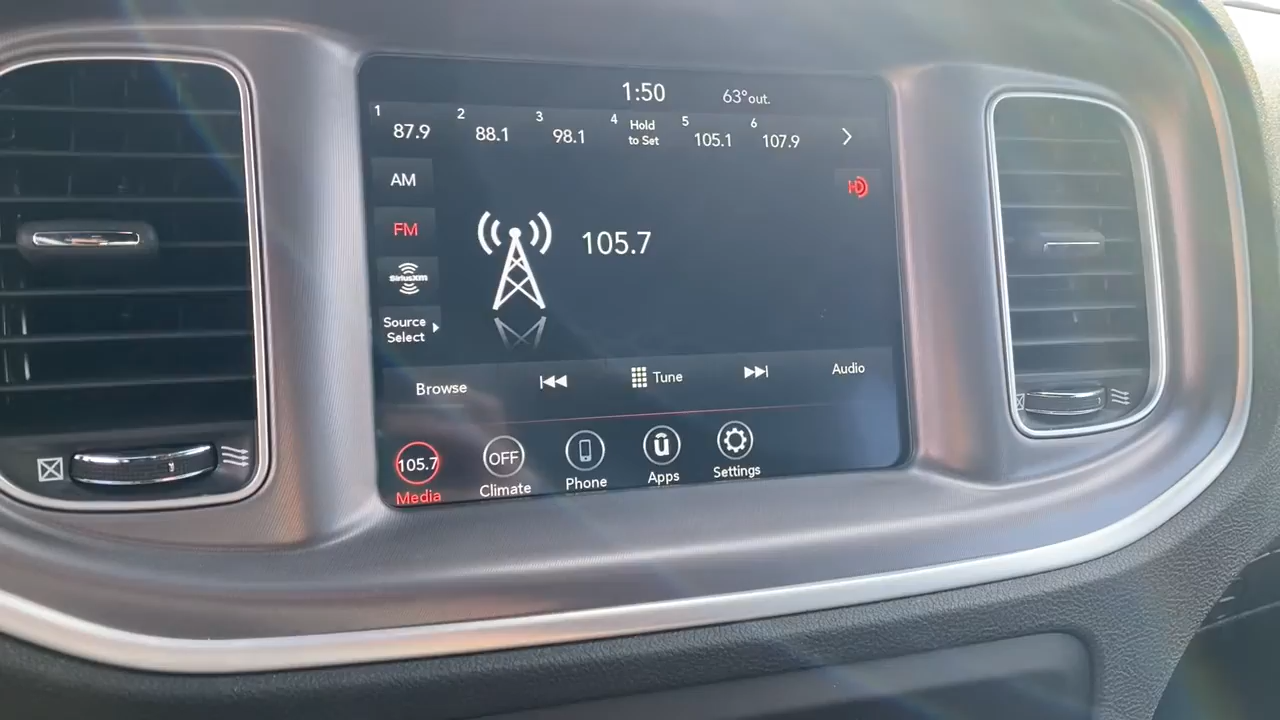 1:50 63°out.
1 87.9 2 88.1 3 98.1 4 Hold to Set 5 105.1 6 107.9
AM
HD
FM
105.7
SiriusXM
Source
Select
Browse Tune Audio
105.7 OFF
Media Climate Phone Apps Settings